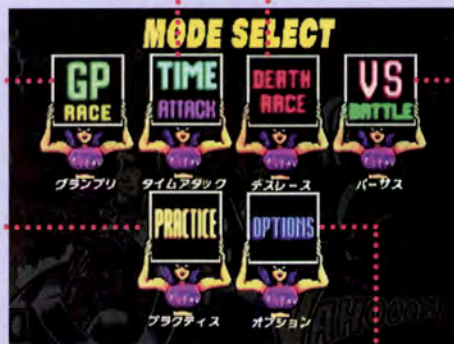 MODE SELECT
GP RACE
TIME ATTACK
DEATH RACE
VS BATTLE
グランプリ
タイムアタック
デスレース
バーサス
PRACTICE
OPTIONS
プラクティス
オプション